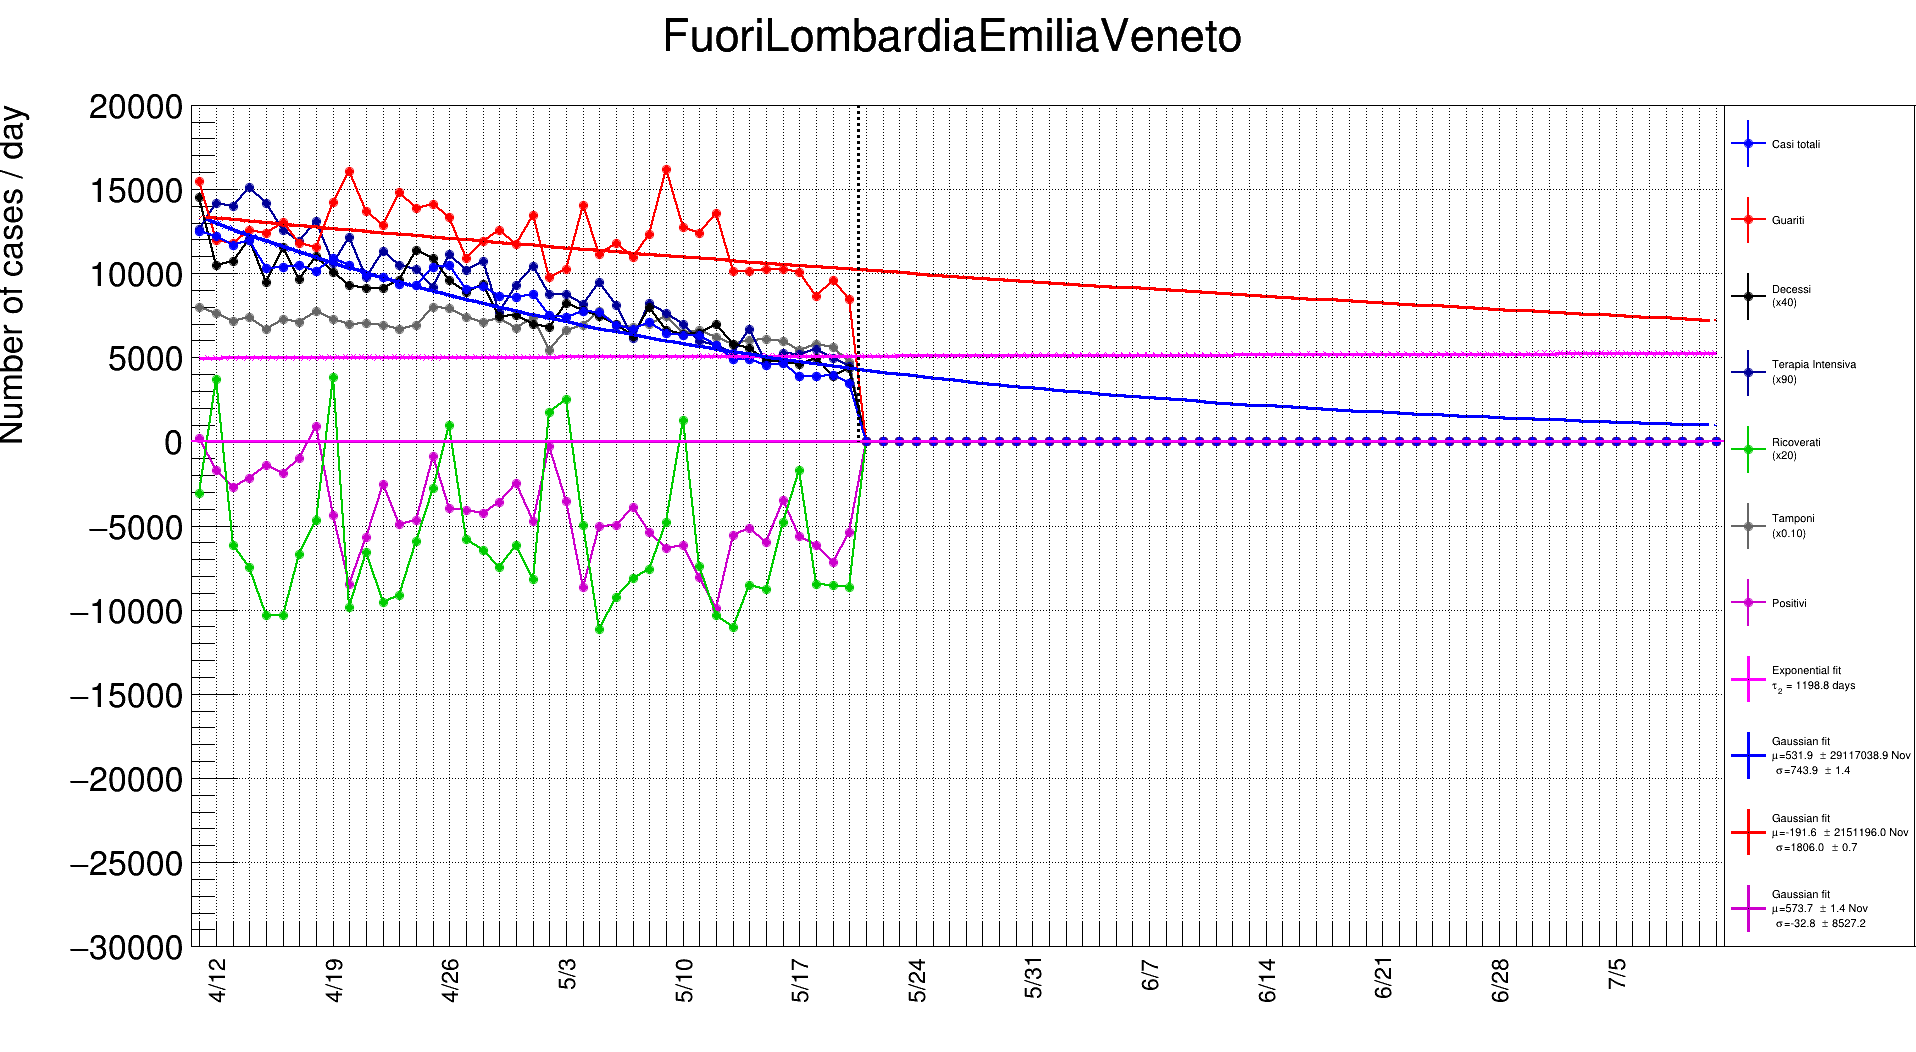 FuoriLombardiaEmiliaVeneto
Number of cases / day
20000
15000
10000
5000
0
−5000
−10000
−15000
−20000
−25000
−30000
4/12
4/19
4/26
5/3
5/10
5/17
5/24
5/31
6/7
6/14
6/21
6/28
7/5
Casi totali
Guariti
Decessi
(x40)
Terapia Intensiva
(x90)
Ricoverati
(x20)
Tamponi
(x0.10)
Positivi
Exponential fit
τ2 = 1198.8 days
Gaussian fit
μ=531.9 ± 29117038.9 Nov
σ=743.9 ± 1.4
Gaussian fit
μ=-191.6 ± 2151196.0 Nov
σ=1806.0 ± 0.7
Gaussian fit
μ=573.7 ± 1.4 Nov
σ=-32.8 ± 8527.2